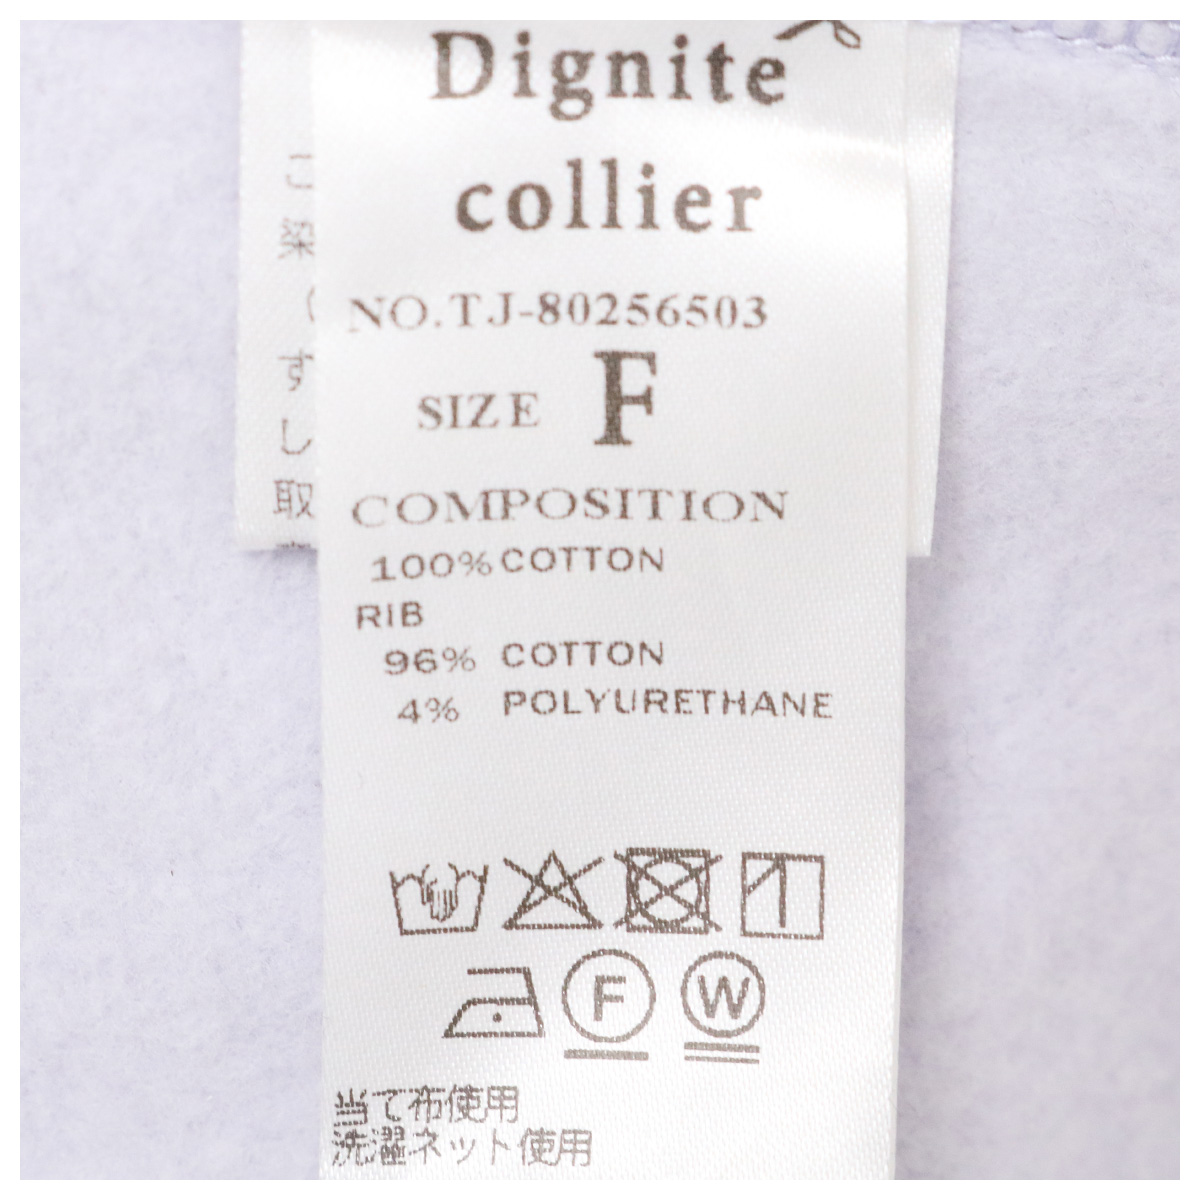 Dignite
collier
NO.TJ-80256503
SIZE F
COMPOSITION
100% COTTON
RIB
96% COTTON
4% POLYURETHANE
F W
当て布使用
洗濯ネット使用
こ
染
す
し
取